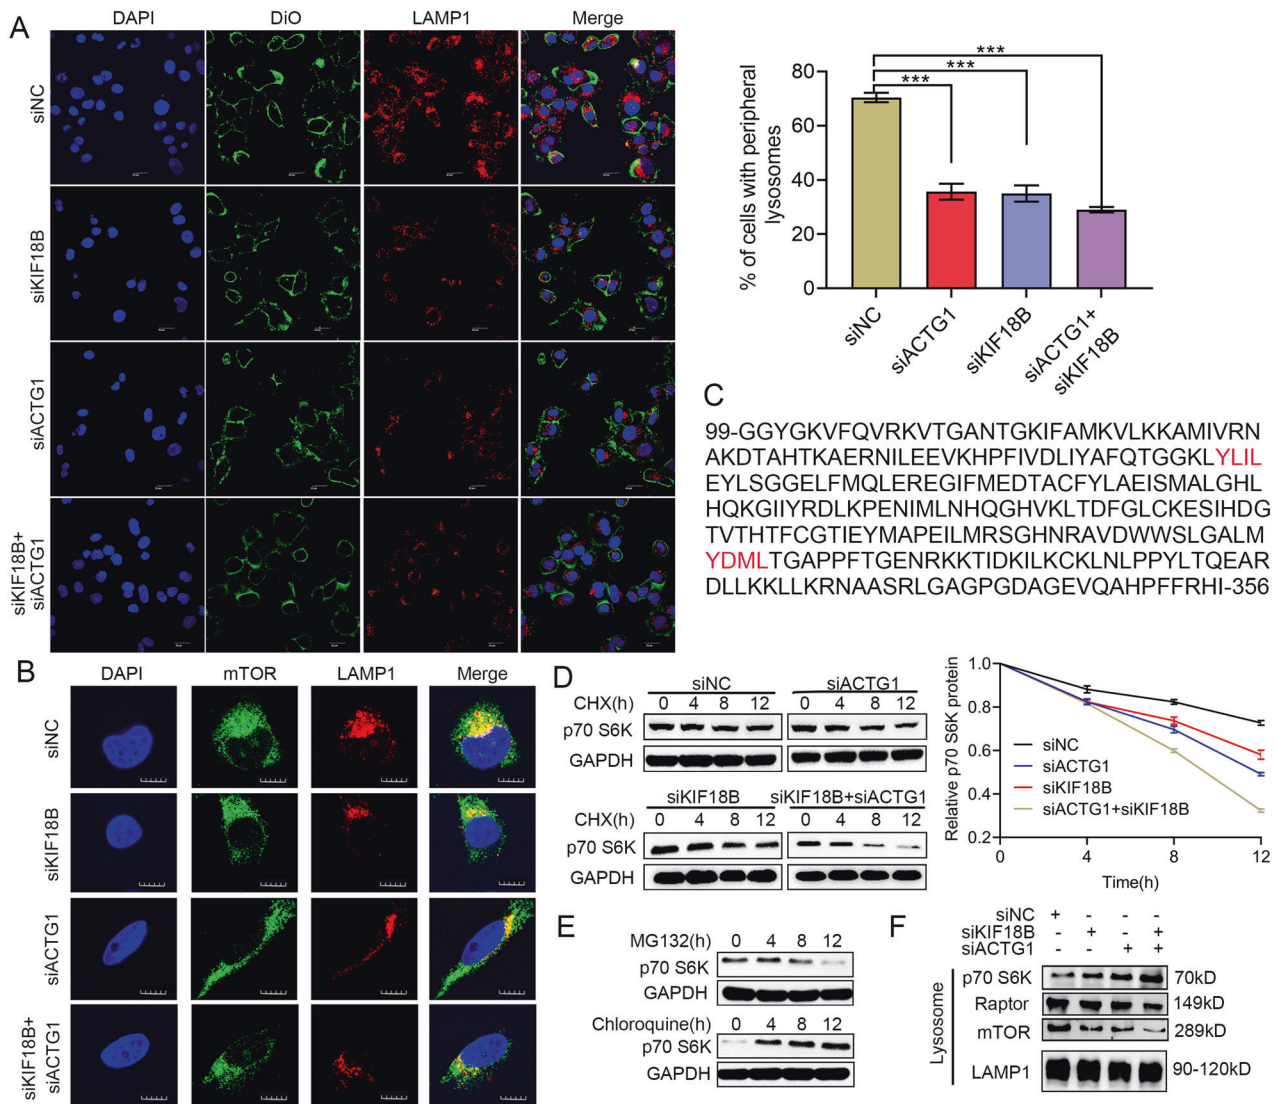 A
DAPI DiO LAMP1 Merge
siNC
siKIF18B
siACTG1
siKIF18B+
siACTG1
% of cells with peripheral
lysosomes
80
60
40
20
0
***
***
***
siNC
siACTG1
siKIF18B
siACTG1+
siKIF18B
C
99-GGYGKVFQVRKVTGANTGKIFAMKVLKKAMIVRN
AKDTAHTKAERNILEEVKHPFIVDLIYAFQTGGKLYLIL
EYLSGGELFMQLEREGIFMEDTACFYLAEISMALGHL
HQKGIIYRDLKPENIMLNHQGHVKLTDFGLCKESIHDG
TVTHTFCGTIEYMAPEILMRSGHNRAVDWWSLGALM
YDMLTGAPPFTGENRKKTIDKILKCKLNLPPYLTQEAR
DLLKKLLKRNAASRLGAGPGDAGEVQAHPFFRHI-356
B
DAPI mTOR LAMP1 Merge
siNC
siKIF18B
siACTG1
siKIF18B+
siACTG1
D
siNC siACTG1
CHX(h) 0 4 8 12 0 4 8 12
p70 S6K
GAPDH
siKIF18B siKIF18B+siACTG1
CHX(h) 0 4 8 12 0 4 8 12
p70 S6K
GAPDH
Relative p70 S6K protein
1.0
0.8
0.6
0.4
0.2
siNC
siACTG1
siKIF18B
siACTG1+siKIF18B
0 4 8 12
Time(h)
E
MG132(h) 0 4 8 12
p70 S6K
GAPDH
Chloroquine(h) 0 4 8 12
p70 S6K
GAPDH
F
siNC + - - -
siKIF18B - + - +
siACTG1 - - + +
Lysosome
p70 S6K 70kD
Raptor 149kD
mTOR 289kD
LAMP1 90-120kD